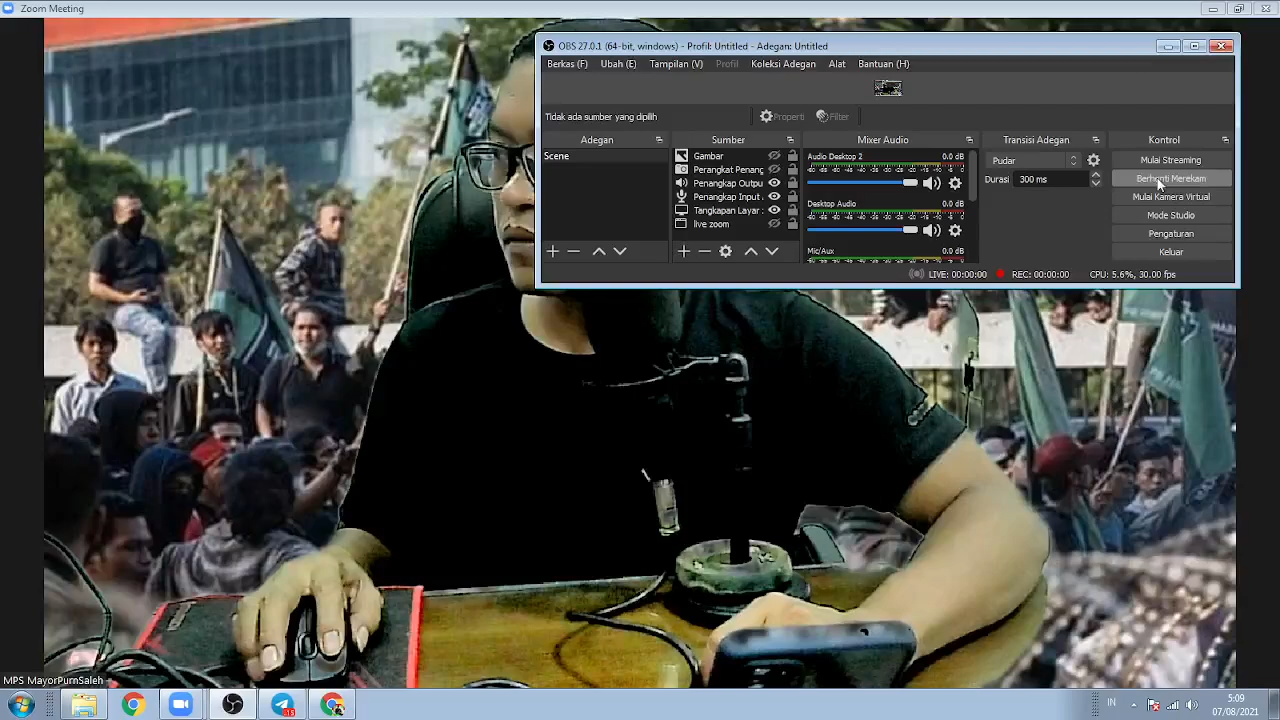 Zoom Meeting
OBS 27.0.1 (64-bit, windows) - Profil: Untitled - Adegan: Untitled
Berkas (F) Ubah (E) Tampilan (V) Profil Koleksi Adegan Alat Bantuan (H)
Tidak ada sumber yang dipilih Properti Filter
Adegan Sumber Mixer Audio Transisi Adegan Kontrol
Scene
Gambar
Perangkat Penang
Penangkap Outpu
Penangkap Input
Tangkapan Layar
live zoom
Audio Desktop 2 0.0 dB
Desktop Audio 0.0 dB
Mic/Aux 0.0 dB
Pudar
Durasi 300 ms
Mulai Streaming
Berhenti Merekam
Mulai Kamera Virtual
Mode Studio
Pengaturan
Keluar
LIVE: 00:00:00 REC: 00:00:00 CPU: 5.6%, 30.00 fps
MPS MayorPurnSaleh
IN
5:09
07/08/2021